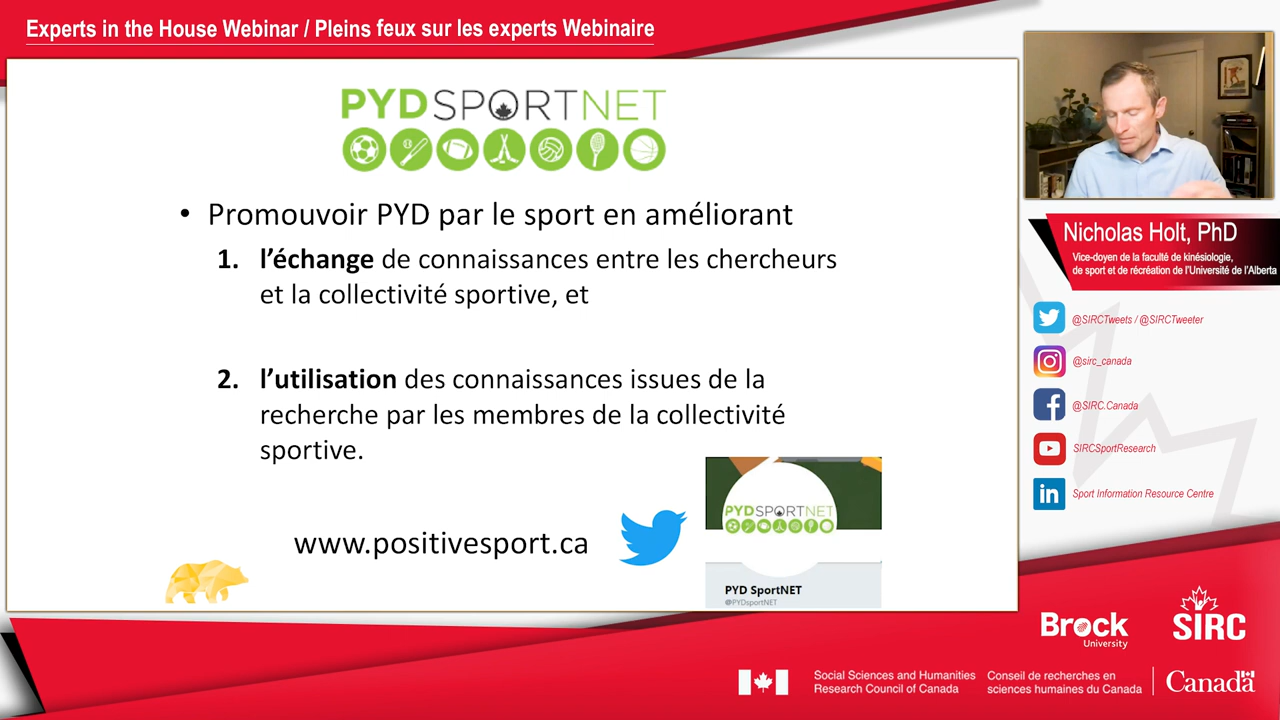 Experts in the House Webinar / Pleins feux sur les experts Webinaire
PYDSPORTNET
• Promouvoir PYD par le sport en améliorant
1. l’échange de connaissances entre les chercheurs
et la collectivité sportive, et
2. l’utilisation des connaissances issues de la
recherche par les membres de la collectivité
sportive.
www.positivesport.ca
PYDSPORTNET
PYD SportNET
@PYDsportNET
Nicholas Holt, PhD
Vice-doyen de la faculté de kinésiologie,
de sport et de récréation de l’Université de l’Alberta
@SIRCTweets / @SIRCTweeter
@sirc_canada
@SIRC.Canada
SIRCSportResearch
Sport Information Resource Centre
Brock
University
SIRC
Social Sciences and Humanities
Research Council of Canada
Conseil de recherches en
sciences humaines du Canada
Canada